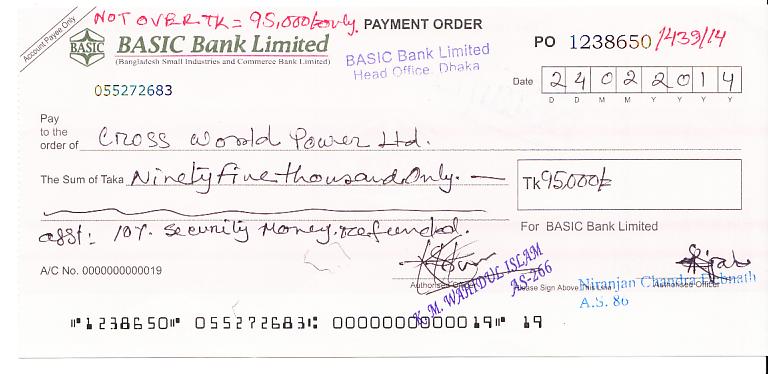 Account Payee Only
NOT OVER TK = 95,000/= only.
PAYMENT ORDER
BASIC
BASIC Bank Limited
(Bangladesh Small Industries and Commerce Bank Limited)
BASIC Bank Limited
Head Office, Dhaka
PO 1238650/439/14
Date 24022014
D D M M Y Y Y Y
055272683
Pay
to the
order of Cross World Power Ltd.
The Sum of Taka Ninety five thousand Only. —
Tk 95,000/=
For BASIC Bank Limited
asst: 10% Security Money refunded.
A/C No. 0000000000019
Authorised Officer
K. M. WAHIDUL ISLAM
AS-266
Please Sign Above This Line
Authorised Officer
Niranjan Chandra Debnath
A.S. 86
⑈1238650⑈ 055272683⑆ 0000000000019⑈ 19